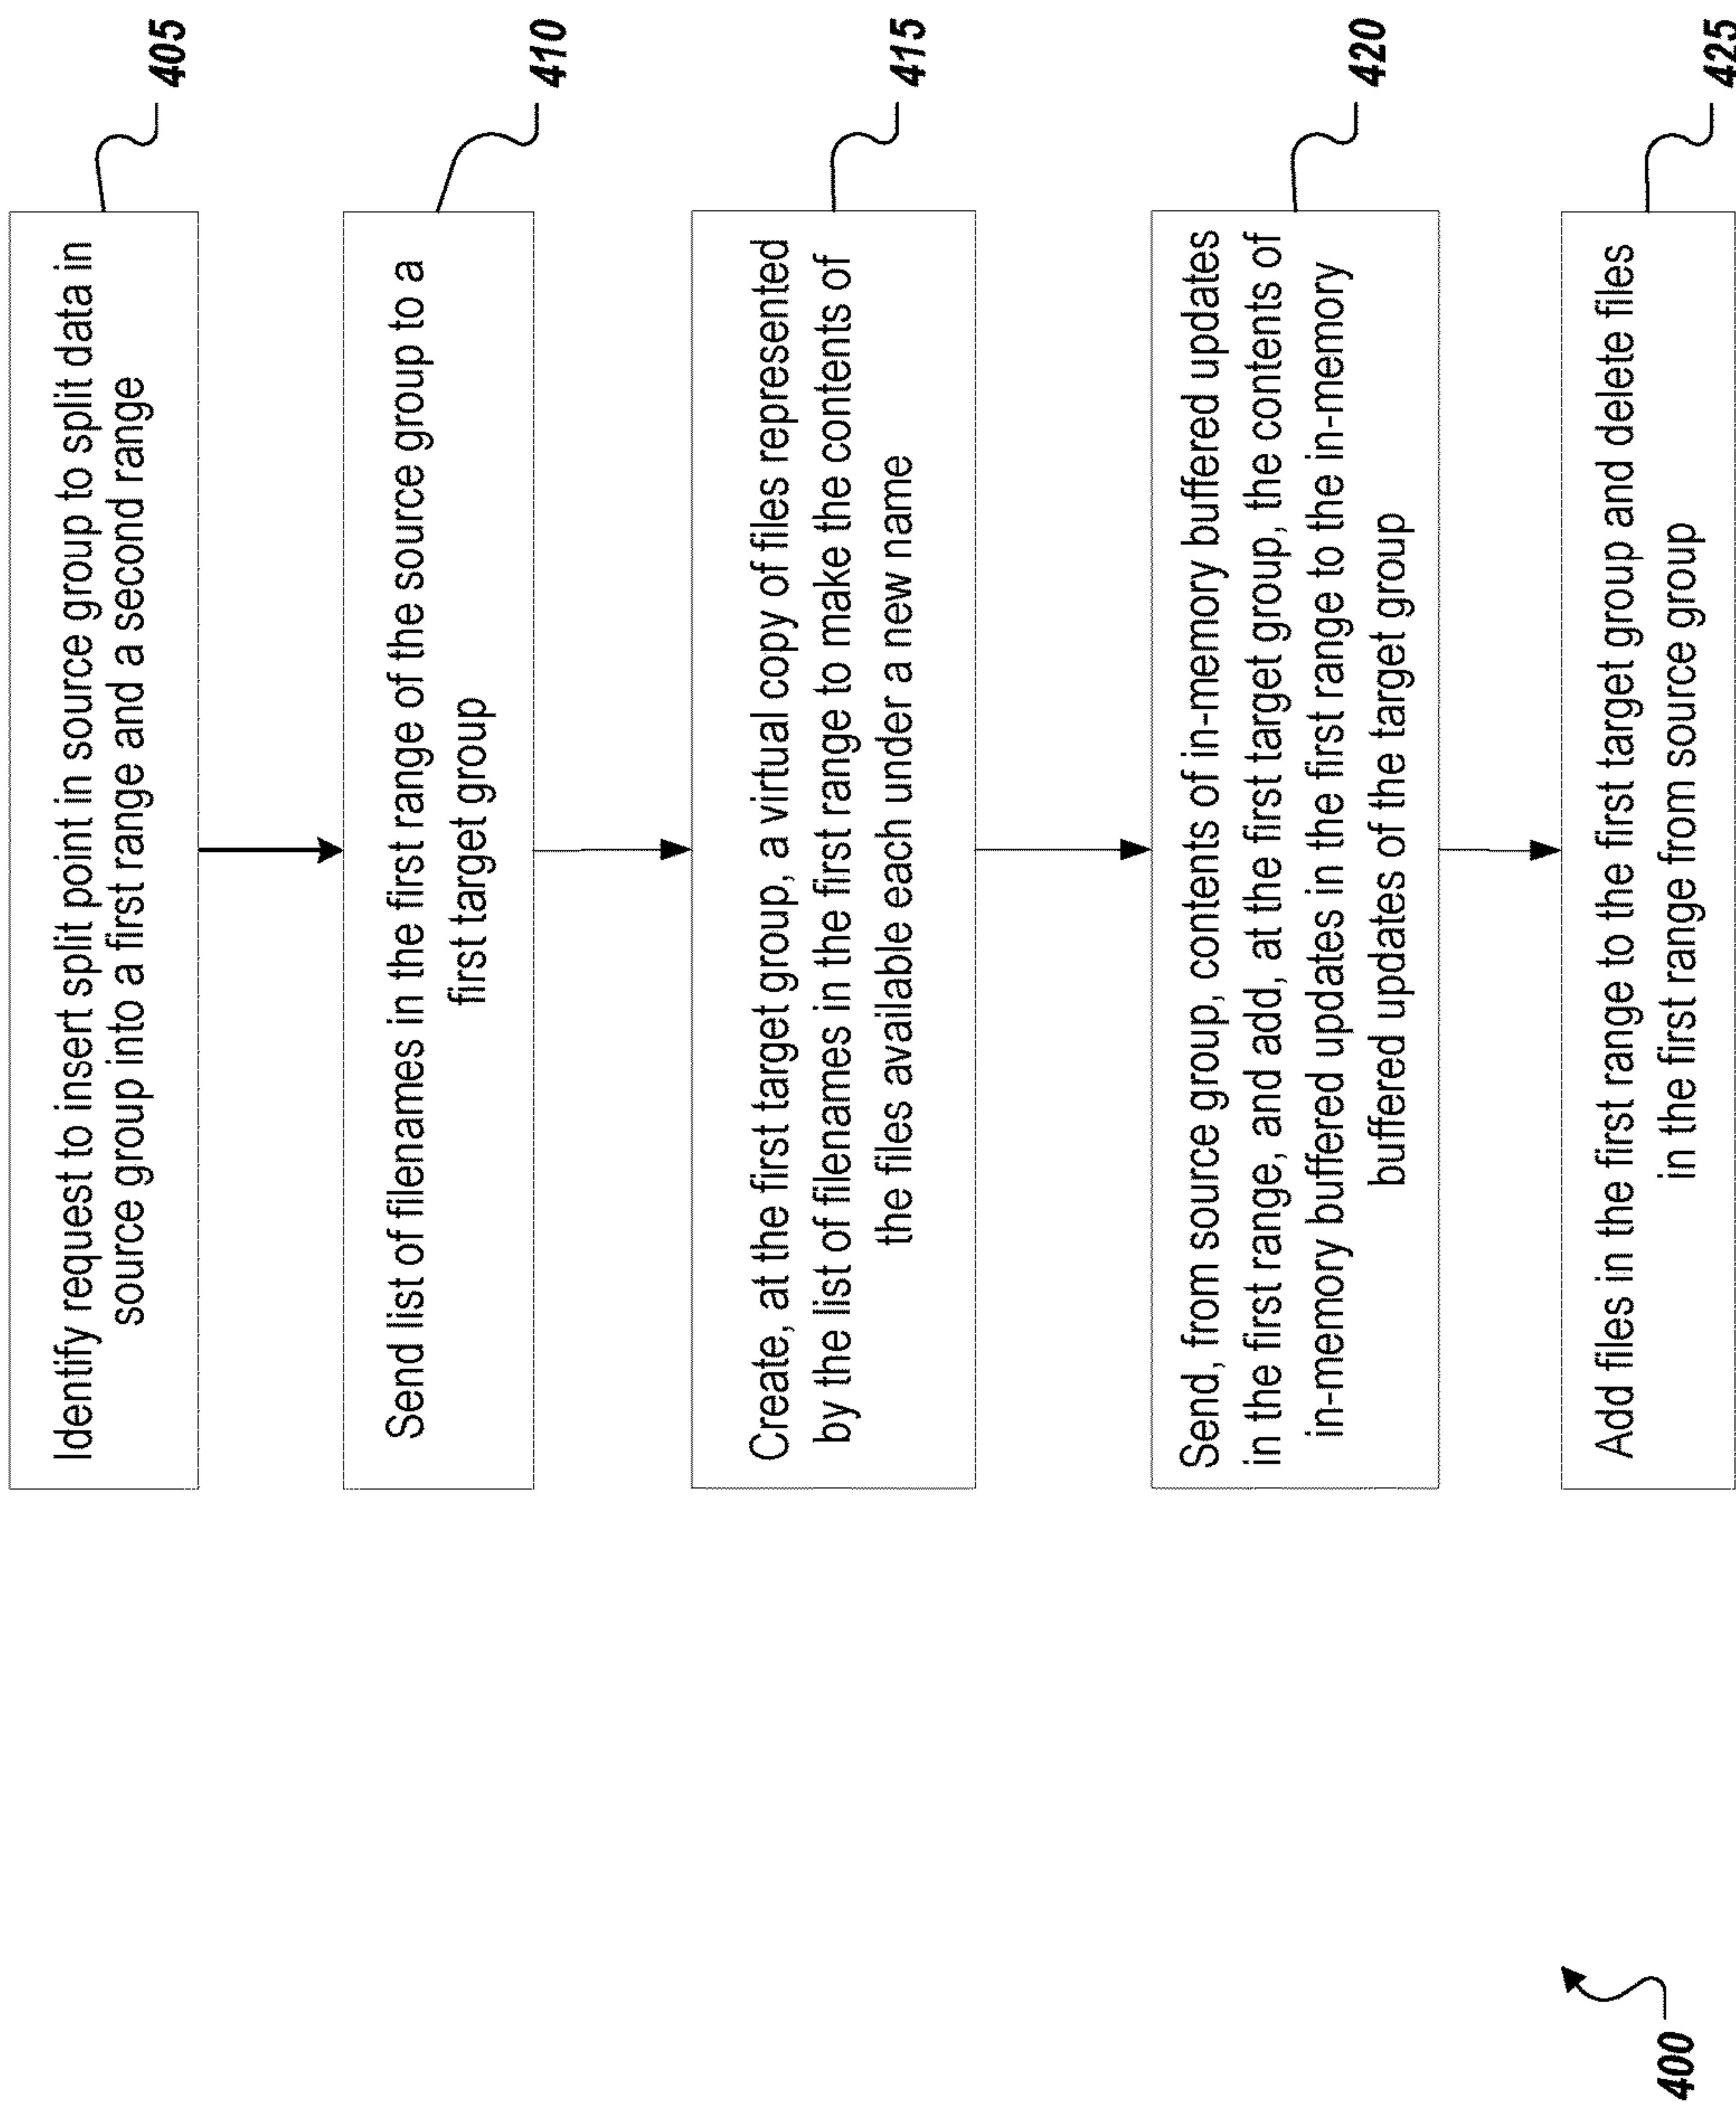 Identify request to insert split point in source group to split data in
source group into a first range and a second range
405
Send list of filenames in the first range of the source group to a
first target group
410
Create, at the first target group, a virtual copy of files represented
by the list of filenames in the first range to make the contents of
the files available each under a new name
415
Send, from source group, contents of in-memory buffered updates
in the first range, and add, at the first target group, the contents of
in-memory buffered updates in the first range to the in-memory
buffered updates of the target group
420
Add files in the first range to the first target group and delete files
in the first range from source group
425
400